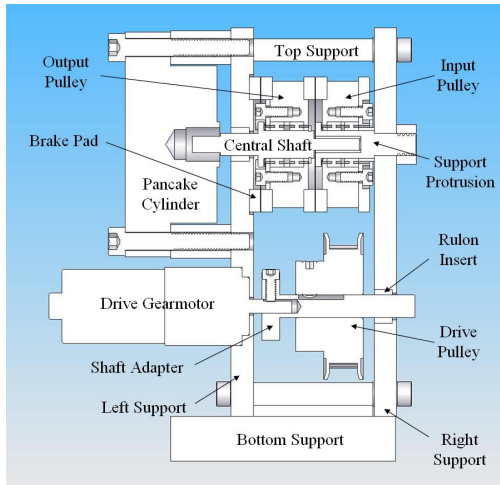 Top Support
Output
Pulley
Input
Pulley
Brake Pad
Central Shaft
Support
Protrusion
Pancake
Cylinder
Rulon
Insert
Drive Gearmotor
Drive
Pulley
Shaft Adapter
Left Support
Bottom Support
Right
Support